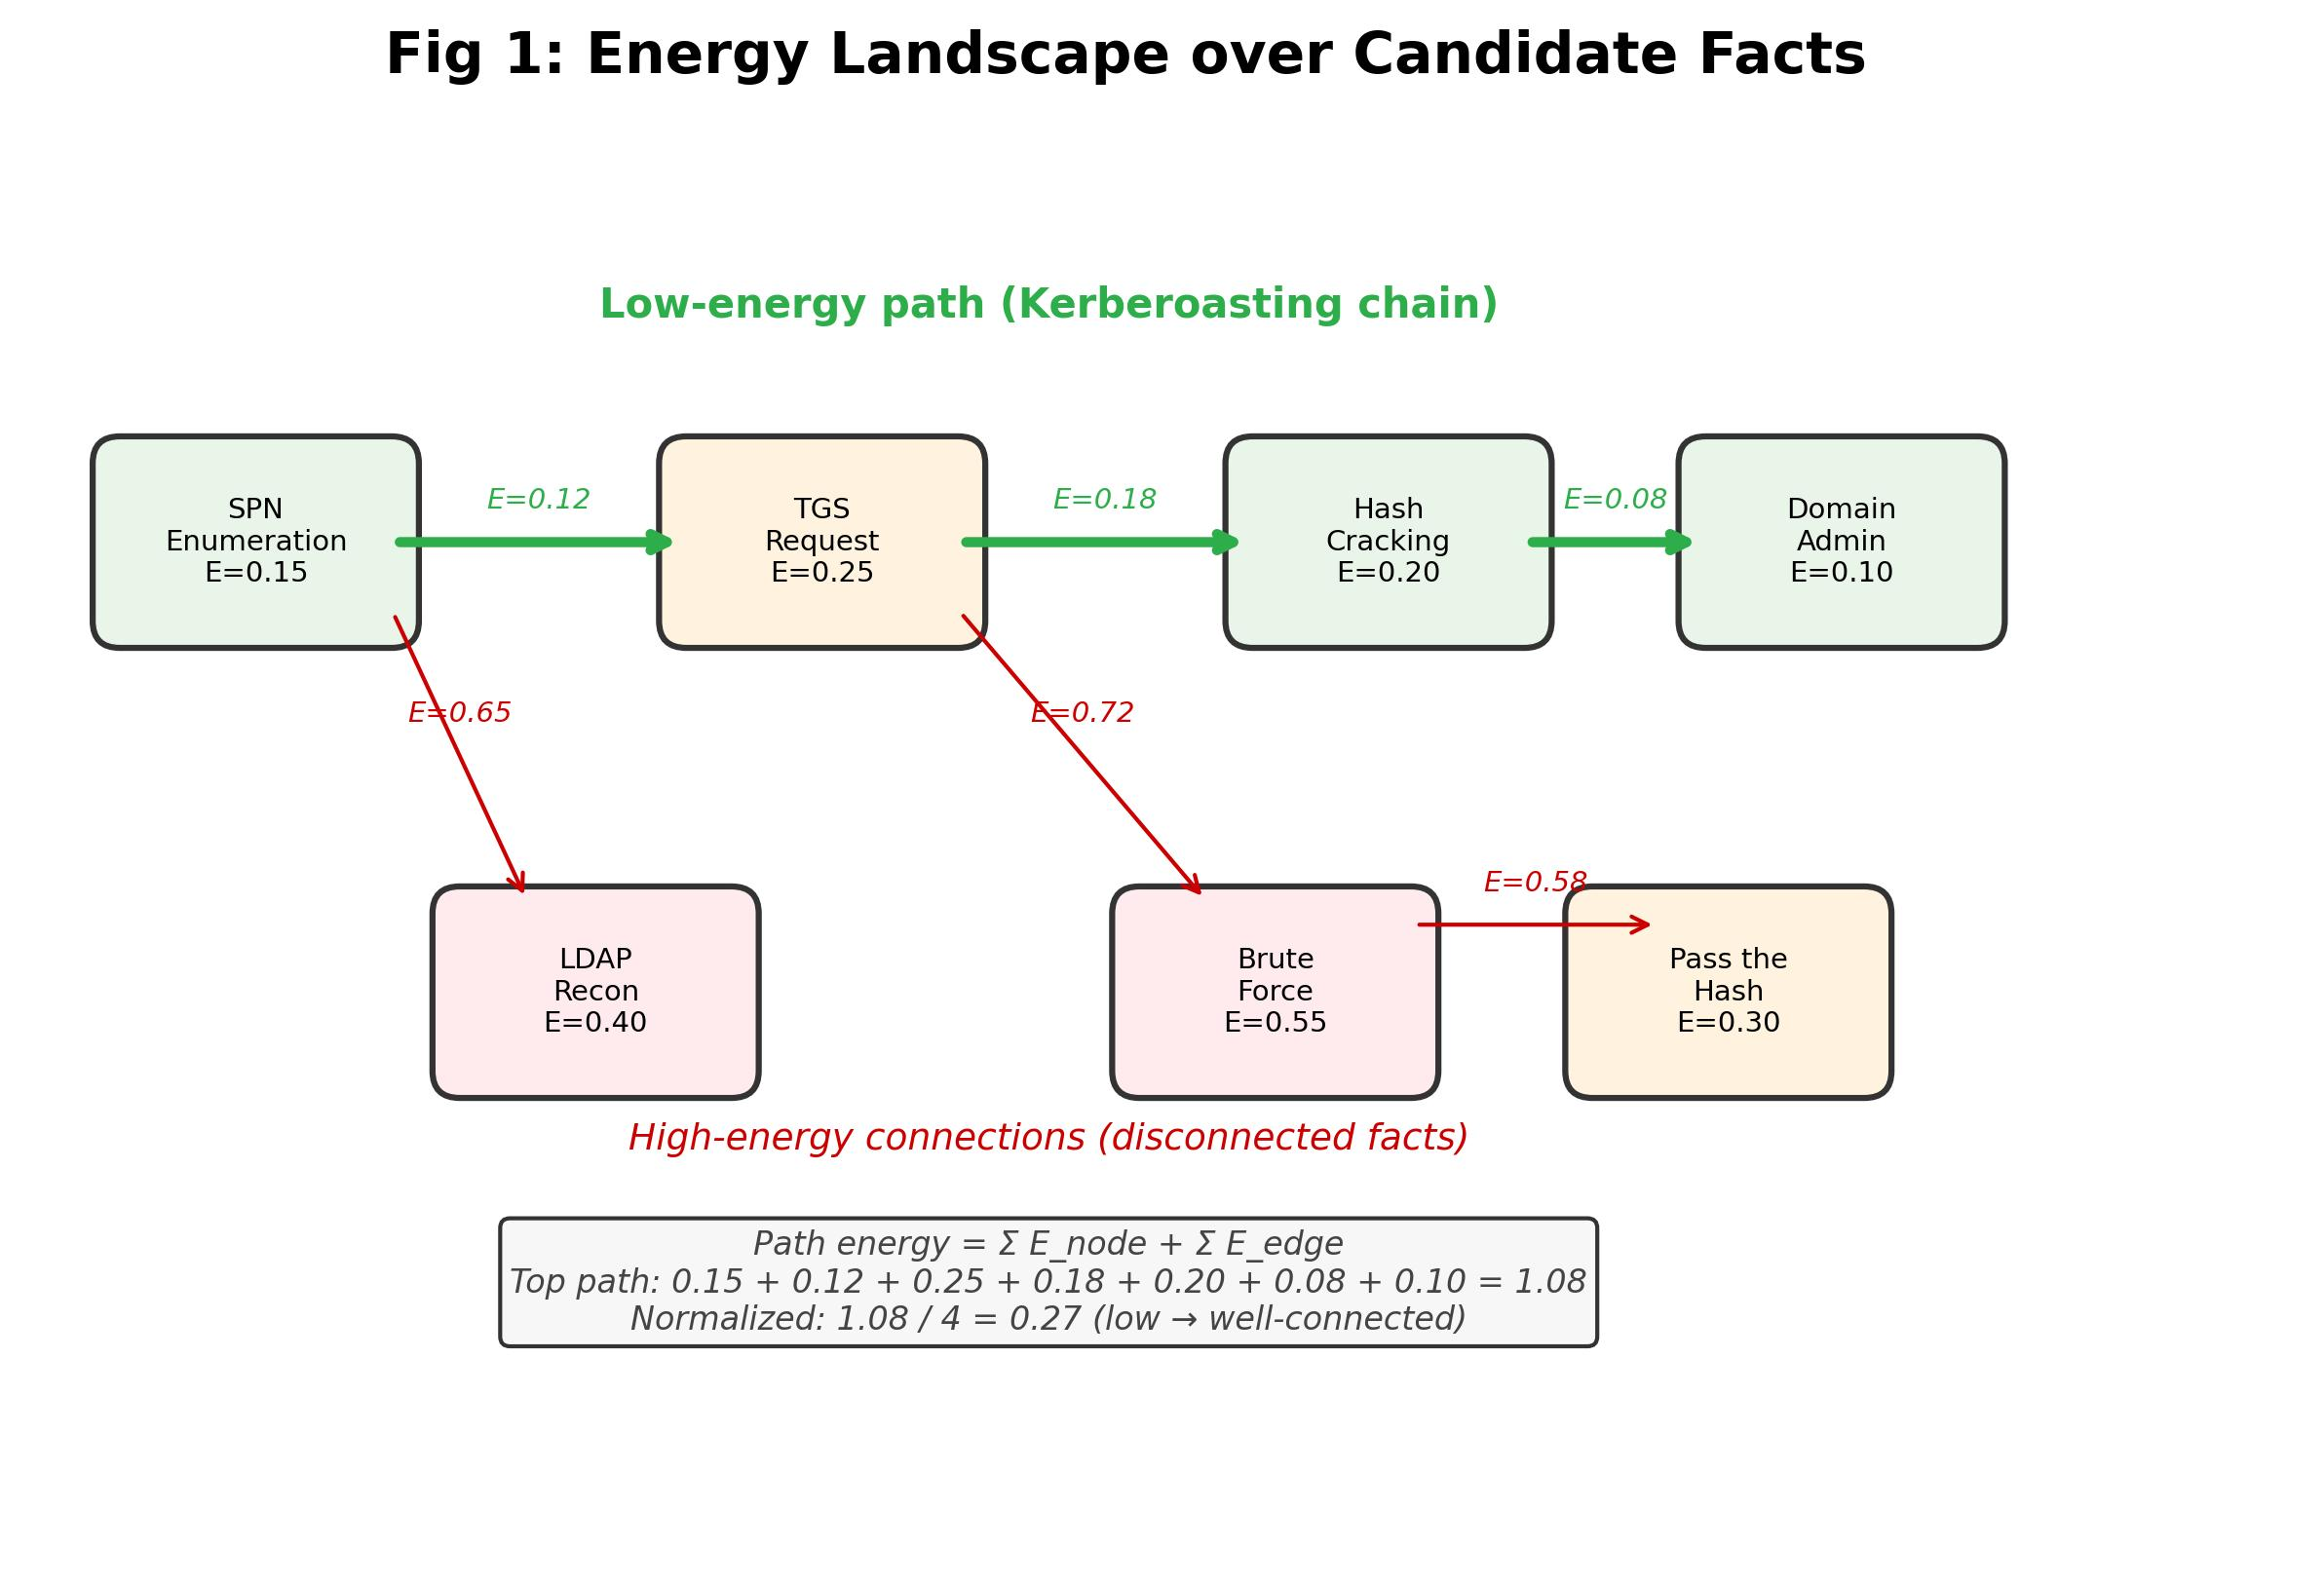 Fig 1: Energy Landscape over Candidate Facts
Low-energy path (Kerberoasting chain)
SPN
Enumeration
E=0.15
E=0.12
TGS
Request
E=0.25
E=0.18
Hash
Cracking
E=0.20
E=0.08
Domain
Admin
E=0.10
E=0.65
E=0.72
E=0.58
LDAP
Recon
E=0.40
Brute
Force
E=0.55
Pass the
Hash
E=0.30
High-energy connections (disconnected facts)
Path energy = Σ E_node + Σ E_edge
Top path: 0.15 + 0.12 + 0.25 + 0.18 + 0.20 + 0.08 + 0.10 = 1.08
Normalized: 1.08 / 4 = 0.27 (low → well-connected)